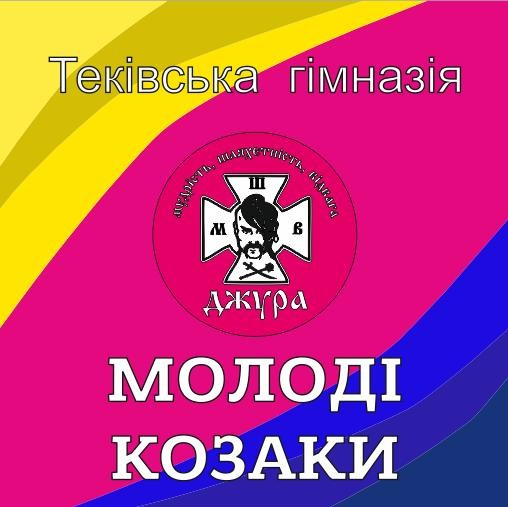 Теківська гімназія
мудрість, шляхетність, відвага
Ш
М В
джура
МОЛОДІ
КОЗАКИ